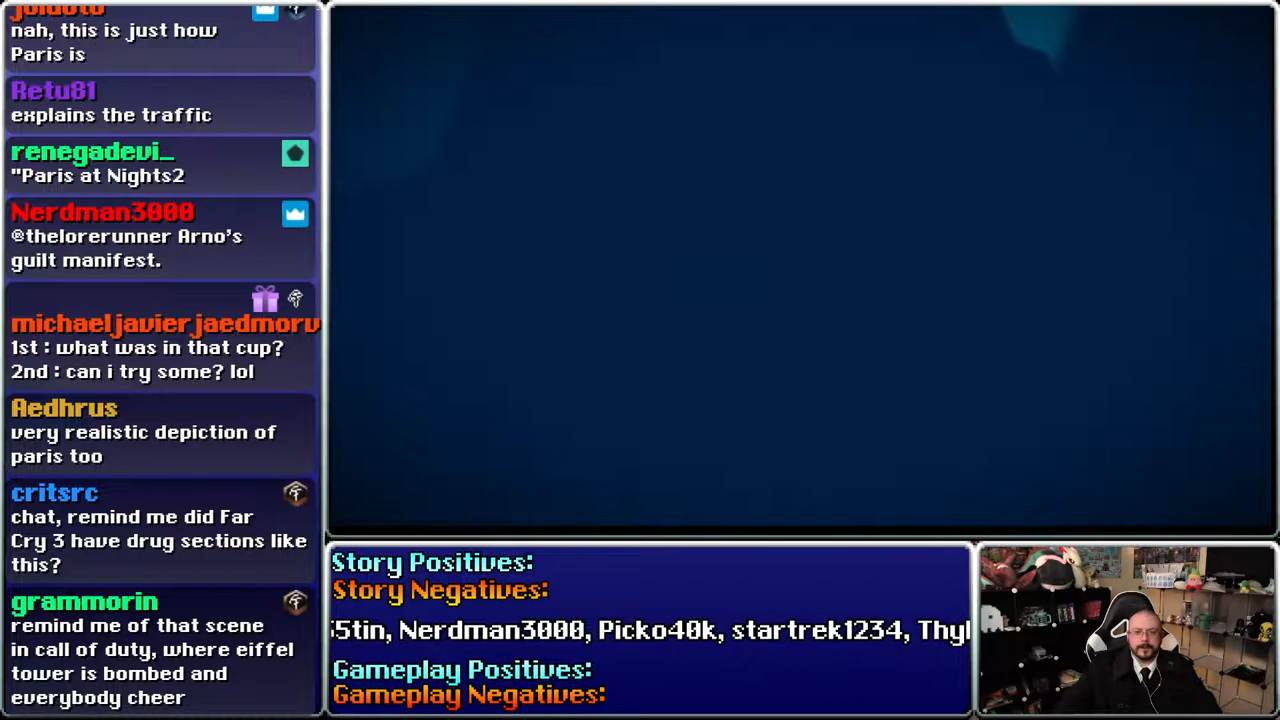 nah, this is just how
Paris is
Retu81
explains the traffic
renegadevi_
"Paris at Nights2
Nerdman3000
@thelorerunner Arno's
guilt manifest.
michaeljavierjaedmorv
1st : what was in that cup?
2nd : can i try some? lol
Aedhrus
very realistic depiction of
paris too
critsrc
chat, remind me did Far
Cry 3 have drug sections like
this?
grammorin
remind me of that scene
in call of duty, where eiffel
tower is bombed and
everybody cheer
Story Positives:
Story Negatives:
5tin, Nerdman3000, Picko40k, startrek1234, Thyl
Gameplay Positives:
Gameplay Negatives: